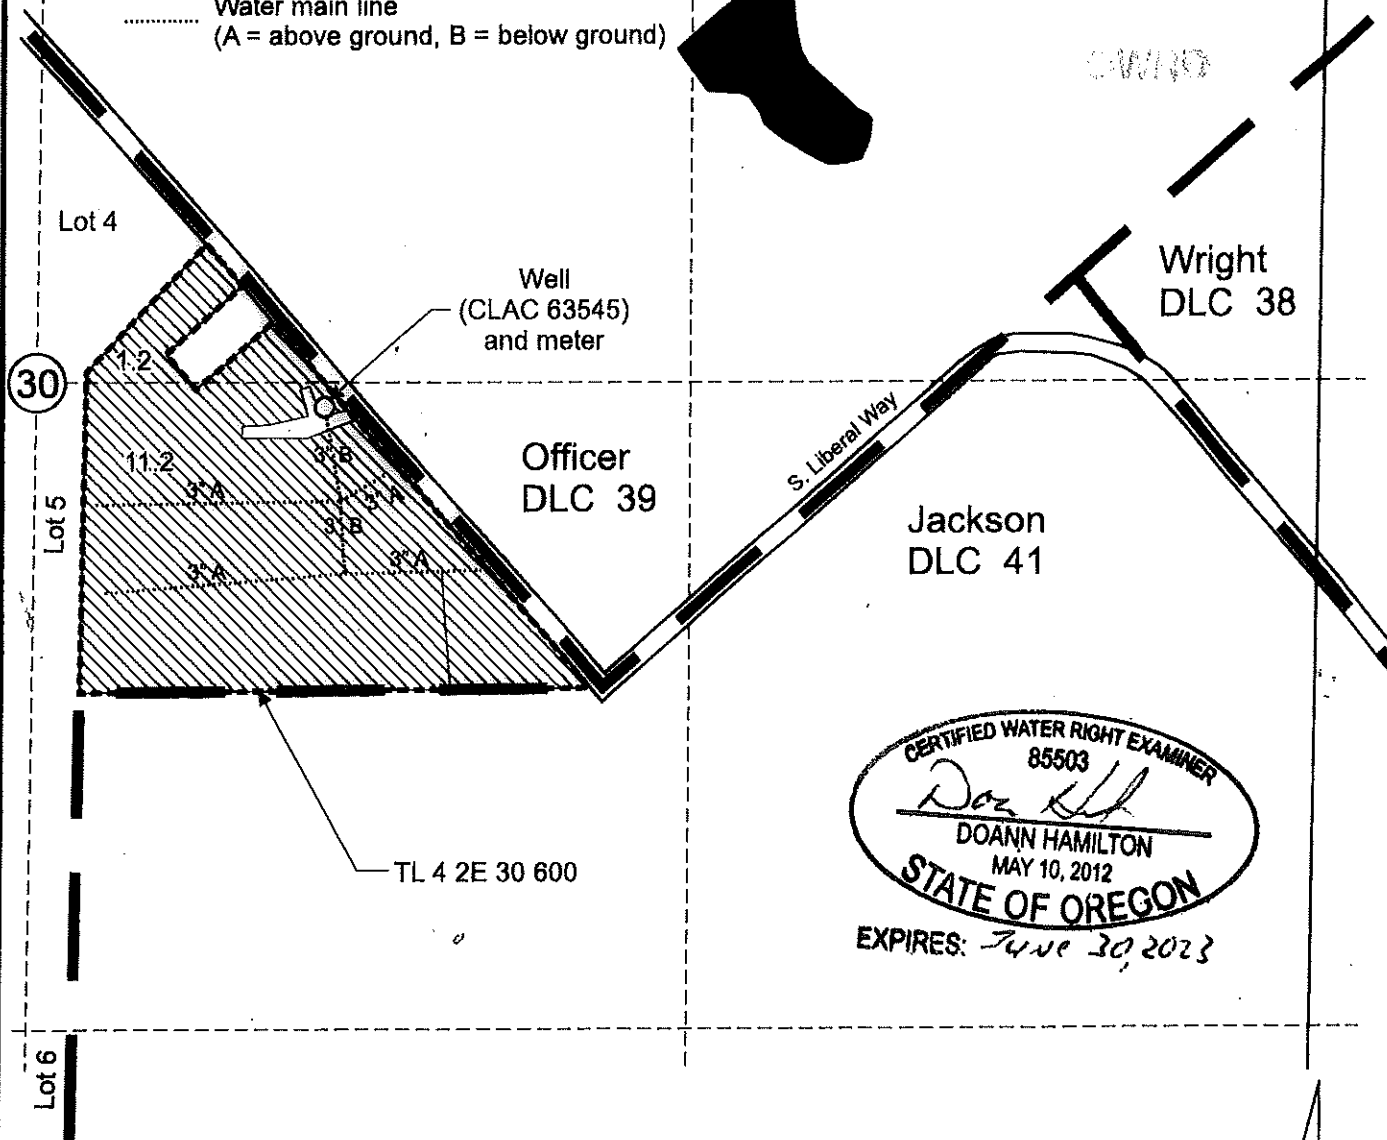 Water main line
(A = above ground, B = below ground)
OWRD
Lot 4
Well
(CLAC 63545)
and meter
Wright
DLC 38
1.2
30
S. Liberal Way
Officer
DLC 39
3" B
11.2
3" A
3" A
Lot 5
3" B
3" A
3" A
Jackson
DLC 41
CERTIFIED WATER RIGHT EXAMINER
85503
Doann Hamilton
DOANN HAMILTON
MAY 10, 2012
STATE OF OREGON
EXPIRES: June 30, 2023
TL 4 2E 30 600
Lot 6